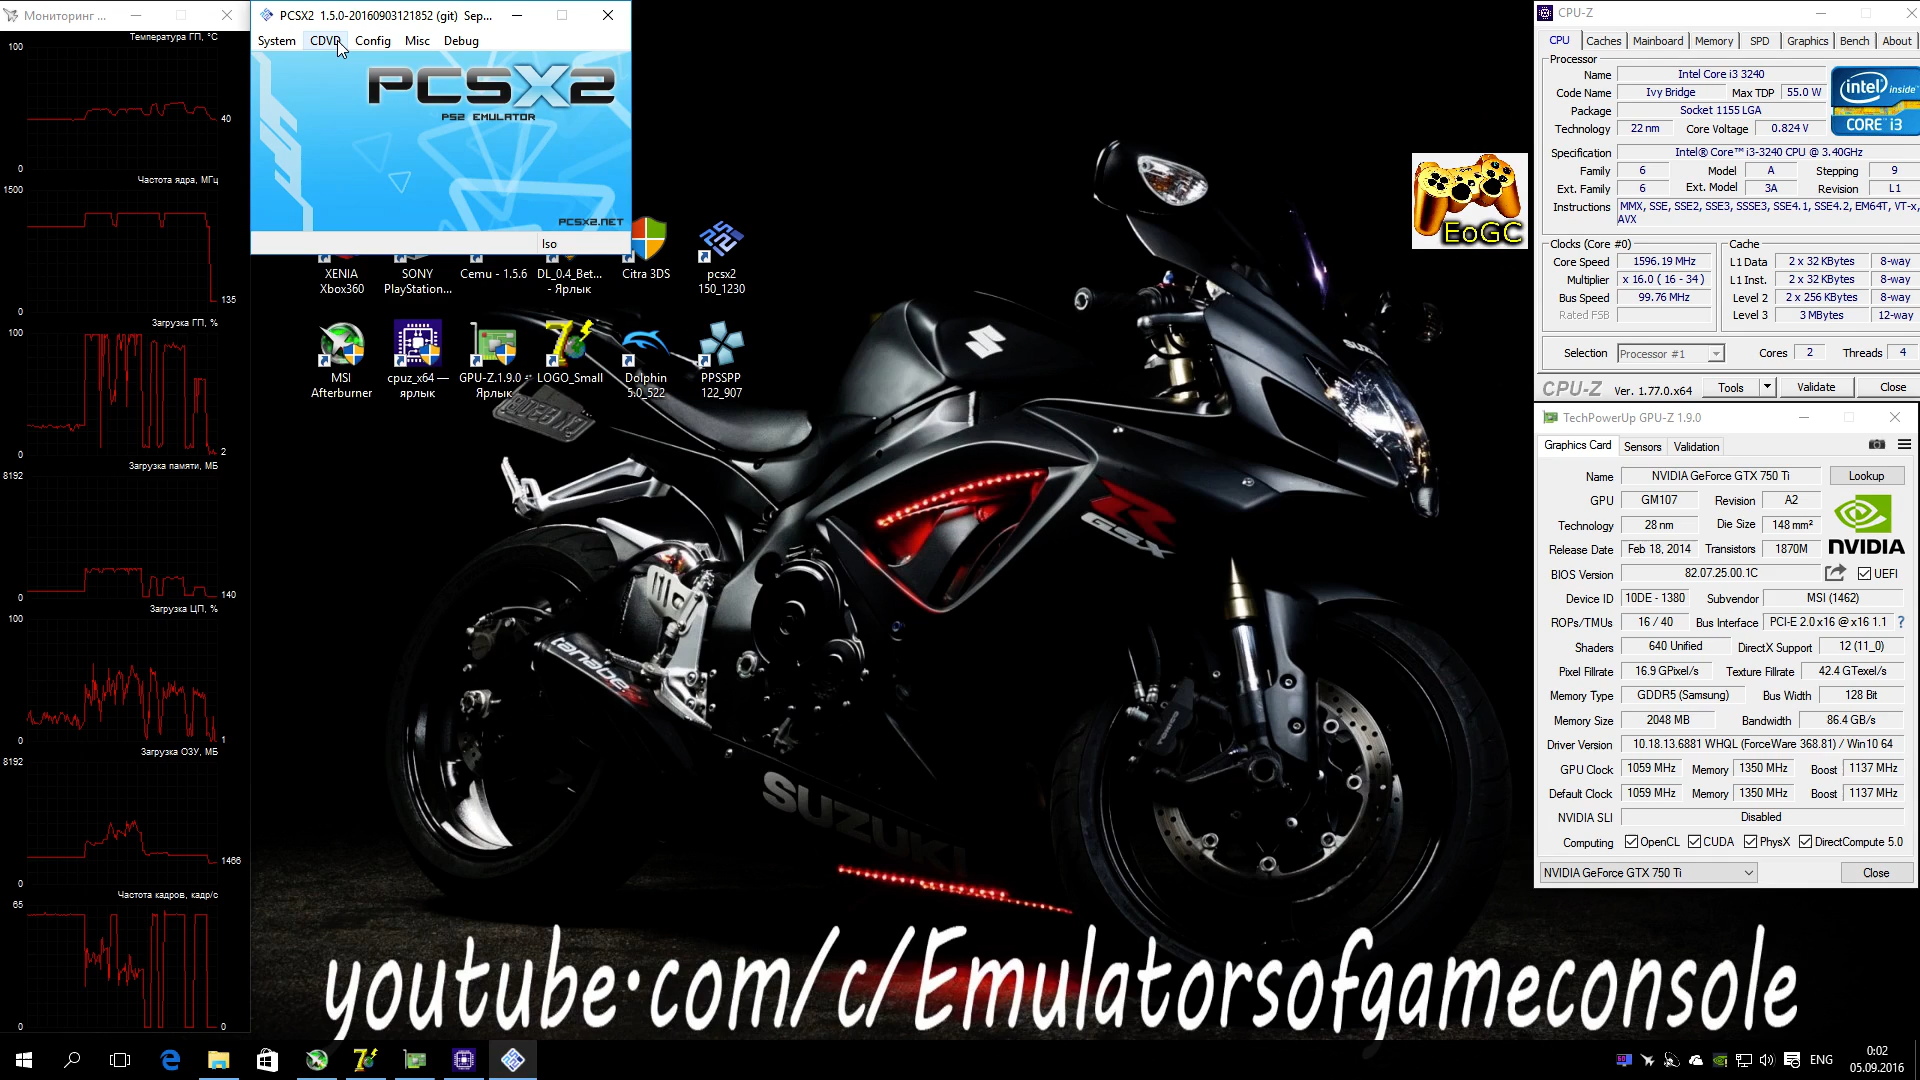 Мониторинг ...
Температура ГП, °C
100
40
0
Частота ядра, МГц
1500
135
0
Загрузка ГП, %
100
2
0
Загрузка памяти, МБ
8192
140
0
Загрузка ЦП, %
100
1
0
Загрузка ОЗУ, МБ
8192
1466
0
Частота кадров, кадр/с
65
0
0
PCSX2 1.5.0-20160903121852 (git) Sep...
System CDVD Config Misc Debug
PCSX2
PS2 EMULATOR
PCSX2.NET
Iso
XENIA Xbox360
SONY PlayStation...
Cemu - 1.5.6
DL_0.4_Bet... - Ярлык
Citra 3DS
pcsx2 150_1230
MSI Afterburner
cpuz_x64 — ярлык
GPU-Z.1.9.0 Ярлык
LOGO_Small
Dolphin 5.0_522
PPSSPP 122_907
EoGC
SUZUKI
R
GSX
yanabe
SUZUKI
youtube.com/c/Emulatorsofgameconsole
CPU-Z
CPU Caches Mainboard Memory SPD Graphics Bench About
Processor
Name Intel Core i3 3240
Code Name Ivy Bridge Max TDP 55.0 W
Package Socket 1155 LGA
Technology 22 nm Core Voltage 0.824 V
intel inside CORE i3
Specification Intel® Core™ i3-3240 CPU @ 3.40GHz
Family 6 Model A Stepping 9
Ext. Family 6 Ext. Model 3A Revision L1
Instructions MMX, SSE, SSE2, SSE3, SSSE3, SSE4.1, SSE4.2, EM64T, VT-x, AVX
Clocks (Core #0)
Core Speed 1596.19 MHz
Multiplier x 16.0 ( 16 - 34 )
Bus Speed 99.76 MHz
Rated FSB
Cache
L1 Data 2 x 32 KBytes 8-way
L1 Inst. 2 x 32 KBytes 8-way
Level 2 2 x 256 KBytes 8-way
Level 3 3 MBytes 12-way
Selection Processor #1 Cores 2 Threads 4
CPU-Z Ver. 1.77.0.x64 Tools Validate Close
TechPowerUp GPU-Z 1.9.0
Graphics Card Sensors Validation
Name NVIDIA GeForce GTX 750 Ti Lookup
GPU GM107 Revision A2
Technology 28 nm Die Size 148 mm²
Release Date Feb 18, 2014 Transistors 1870M
NVIDIA
BIOS Version 82.07.25.00.1C UEFI
Device ID 10DE - 1380 Subvendor MSI (1462)
ROPs/TMUs 16 / 40 Bus Interface PCI-E 2.0 x16 @ x16 1.1 ?
Shaders 640 Unified DirectX Support 12 (11_0)
Pixel Fillrate 16.9 GPixel/s Texture Fillrate 42.4 GTexel/s
Memory Type GDDR5 (Samsung) Bus Width 128 Bit
Memory Size 2048 MB Bandwidth 86.4 GB/s
Driver Version 10.18.13.6881 WHQL (ForceWare 368.81) / Win10 64
GPU Clock 1059 MHz Memory 1350 MHz Boost 1137 MHz
Default Clock 1059 MHz Memory 1350 MHz Boost 1137 MHz
NVIDIA SLI Disabled
Computing OpenCL CUDA PhysX DirectCompute 5.0
NVIDIA GeForce GTX 750 Ti Close
ENG
0:02
05.09.2016